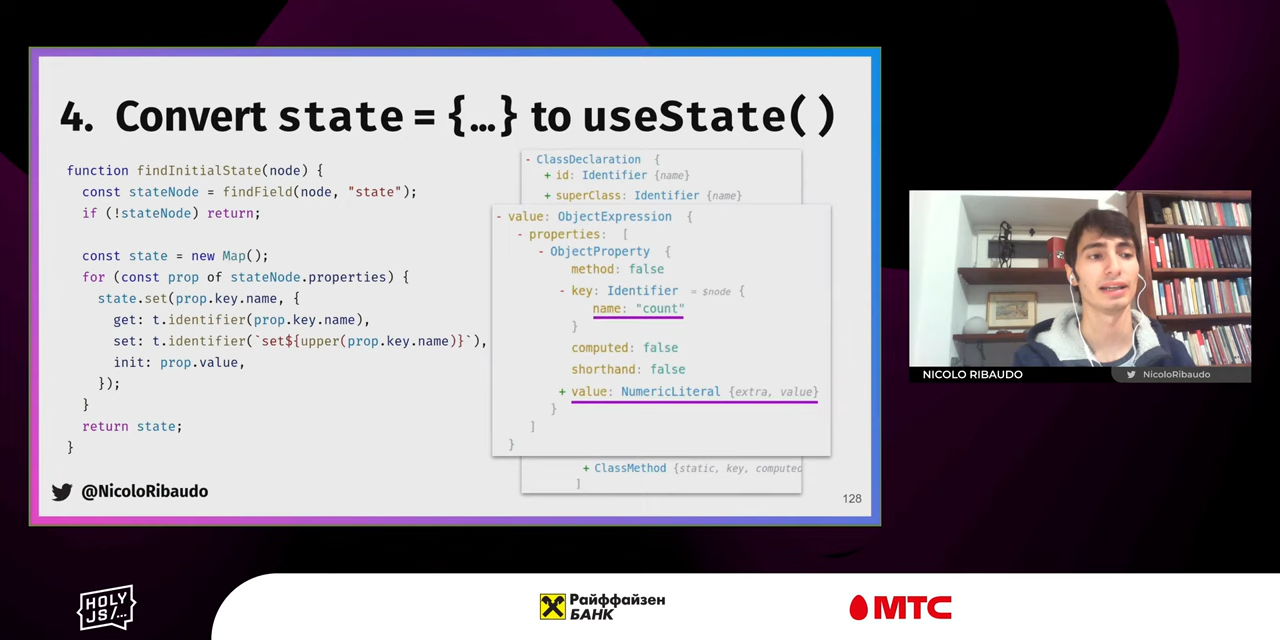 4. Convert state = {…} to useState()
function findInitialState(node) {
const stateNode = findField(node, "state");
if (!stateNode) return;
const state = new Map();
for (const prop of stateNode.properties) {
state.set(prop.key.name, {
get: t.identifier(prop.key.name),
set: t.identifier(`set${upper(prop.key.name)}`),
init: prop.value,
});
}
return state;
}
- ClassDeclaration {
+ id: Identifier {name}
+ superClass: Identifier {name}
- value: ObjectExpression {
- properties: [
- ObjectProperty {
method: false
- key: Identifier = $node {
name: "count"
}
computed: false
shorthand: false
+ value: NumericLiteral {extra, value}
}
]
}
+ ClassMethod {static, key, computed
]
@NicoloRibaudo
128
NICOLO RIBAUDO
NicoloRibaudo
HOLY
JS/...
Райффайзен
БАНК
МТС